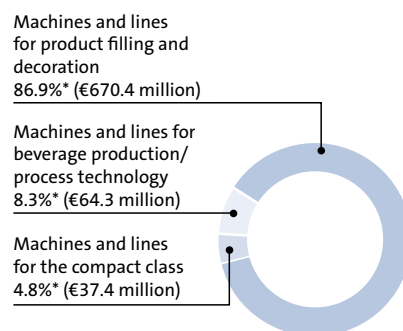 Machines and lines
for product filling and
decoration
86.9%* (€670.4 million)
Machines and lines for
beverage production/
process technology
8.3%* (€64.3 million)
Machines and lines
for the compact class
4.8%* (€37.4 million)